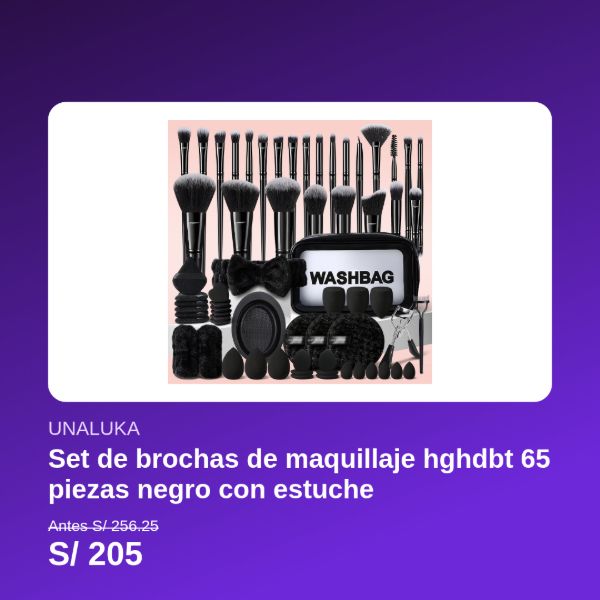 WASHBAG
UNALUKA
Set de brochas de maquillaje hghdbt 65
piezas negro con estuche
Antes S/ 256.25
S/ 205